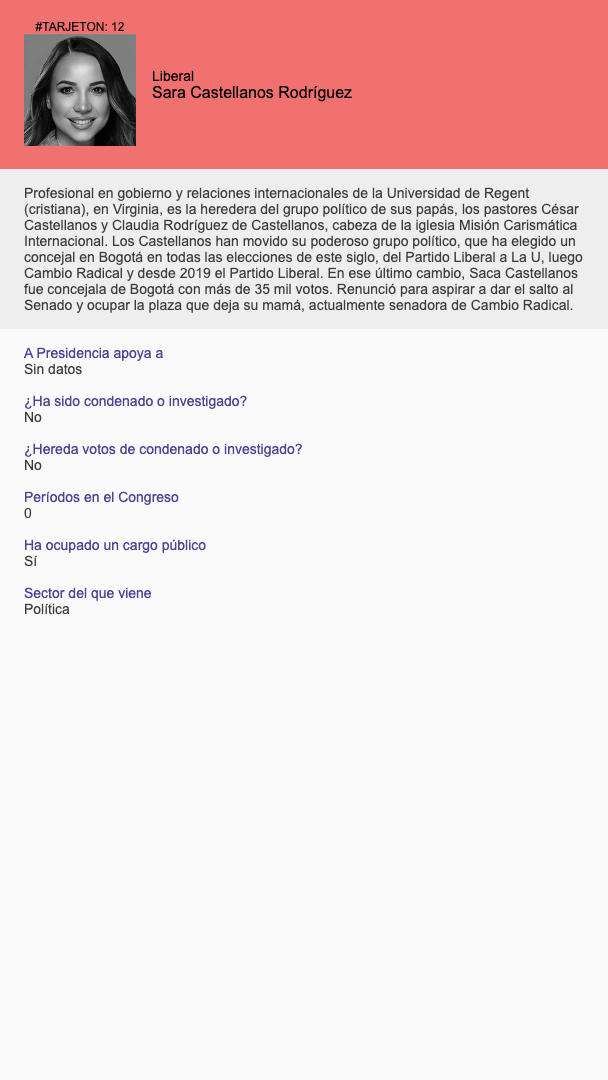 #TARJETON: 12
Liberal
Sara Castellanos Rodríguez
Profesional en gobierno y relaciones internacionales de la Universidad de Regent
(cristiana), en Virginia, es la heredera del grupo político de sus papás, los pastores César
Castellanos y Claudia Rodríguez de Castellanos, cabeza de la iglesia Misión Carismática
Internacional. Los Castellanos han movido su poderoso grupo político, que ha elegido un
concejal en Bogotá en todas las elecciones de este siglo, del Partido Liberal a La U, luego
Cambio Radical y desde 2019 el Partido Liberal. En ese último cambio, Saca Castellanos
fue concejala de Bogotá con más de 35 mil votos. Renunció para aspirar a dar el salto al
Senado y ocupar la plaza que deja su mamá, actualmente senadora de Cambio Radical.
A Presidencia apoya a
Sin datos
¿Ha sido condenado o investigado?
No
¿Hereda votos de condenado o investigado?
No
Períodos en el Congreso
0
Ha ocupado un cargo público
Sí
Sector del que viene
Política